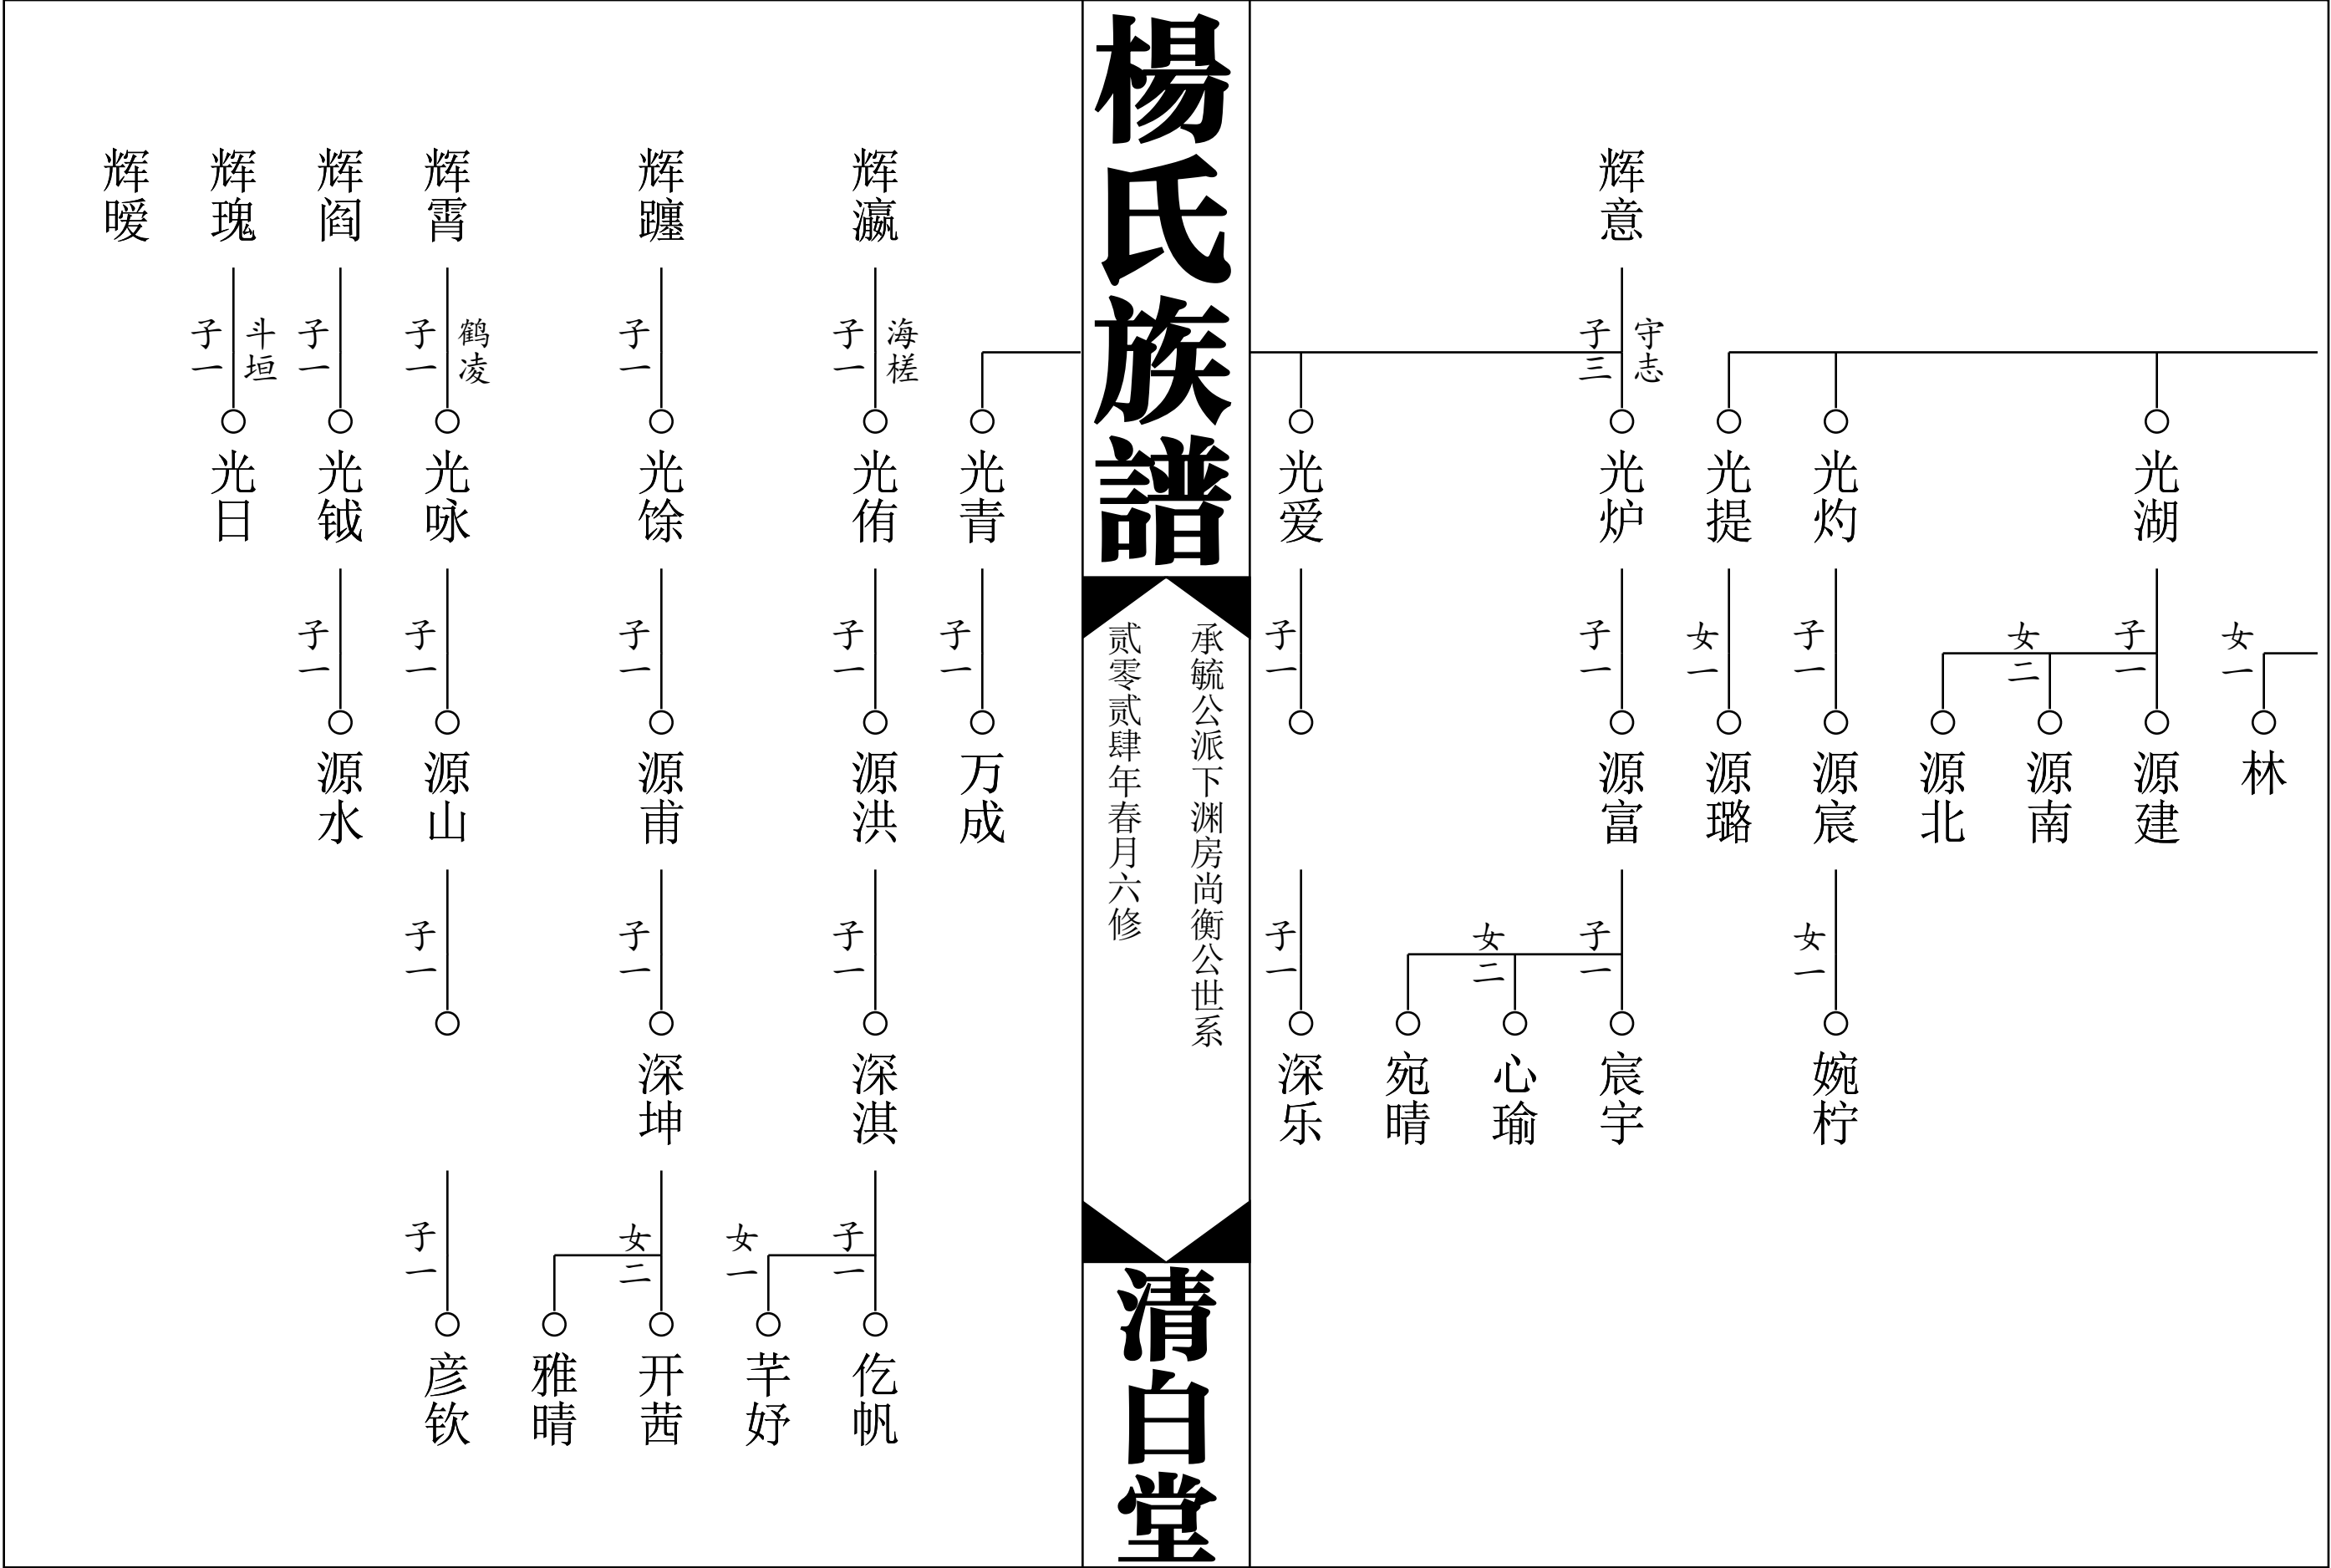 辉意
守志
子三
光湖
光灼
光提
光炉
光爱
女一
子一
女二
子一
女一
子一
子一
林
源建
源南
源北
源宸
源璐
源富
女一
子一
女二
子一
婉柠
宸宇
心瑜
宛晴
深乐
楊氏族譜
承毓公派下渊房尚衡公世系
贰零贰肆年春月六修
清白堂
辉瀛
辉躔
辉霄
辉阎
辉瑰
辉暧
海槎
子一
子一
鹤凌
子一
子一
斗垣
子一
光青
光侑
光馀
光咏
光钺
光日
子一
子一
子一
子一
子一
万成
源洪
源甫
源山
源水
子一
子一
子一
深淇
深坤
子一
女一
女二
子一
仡帆
芊妤
开茜
雅晴
彦钦